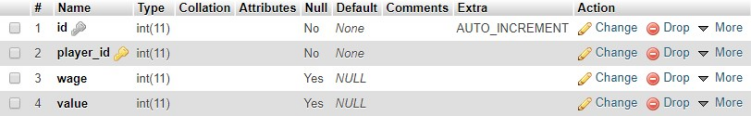 # Name Type Collation Attributes Null Default Comments Extra Action
1 id int(11) No None AUTO_INCREMENT Change Drop More
2 player_id int(11) No None Change Drop More
3 wage int(11) Yes NULL Change Drop More
4 value int(11) Yes NULL Change Drop More